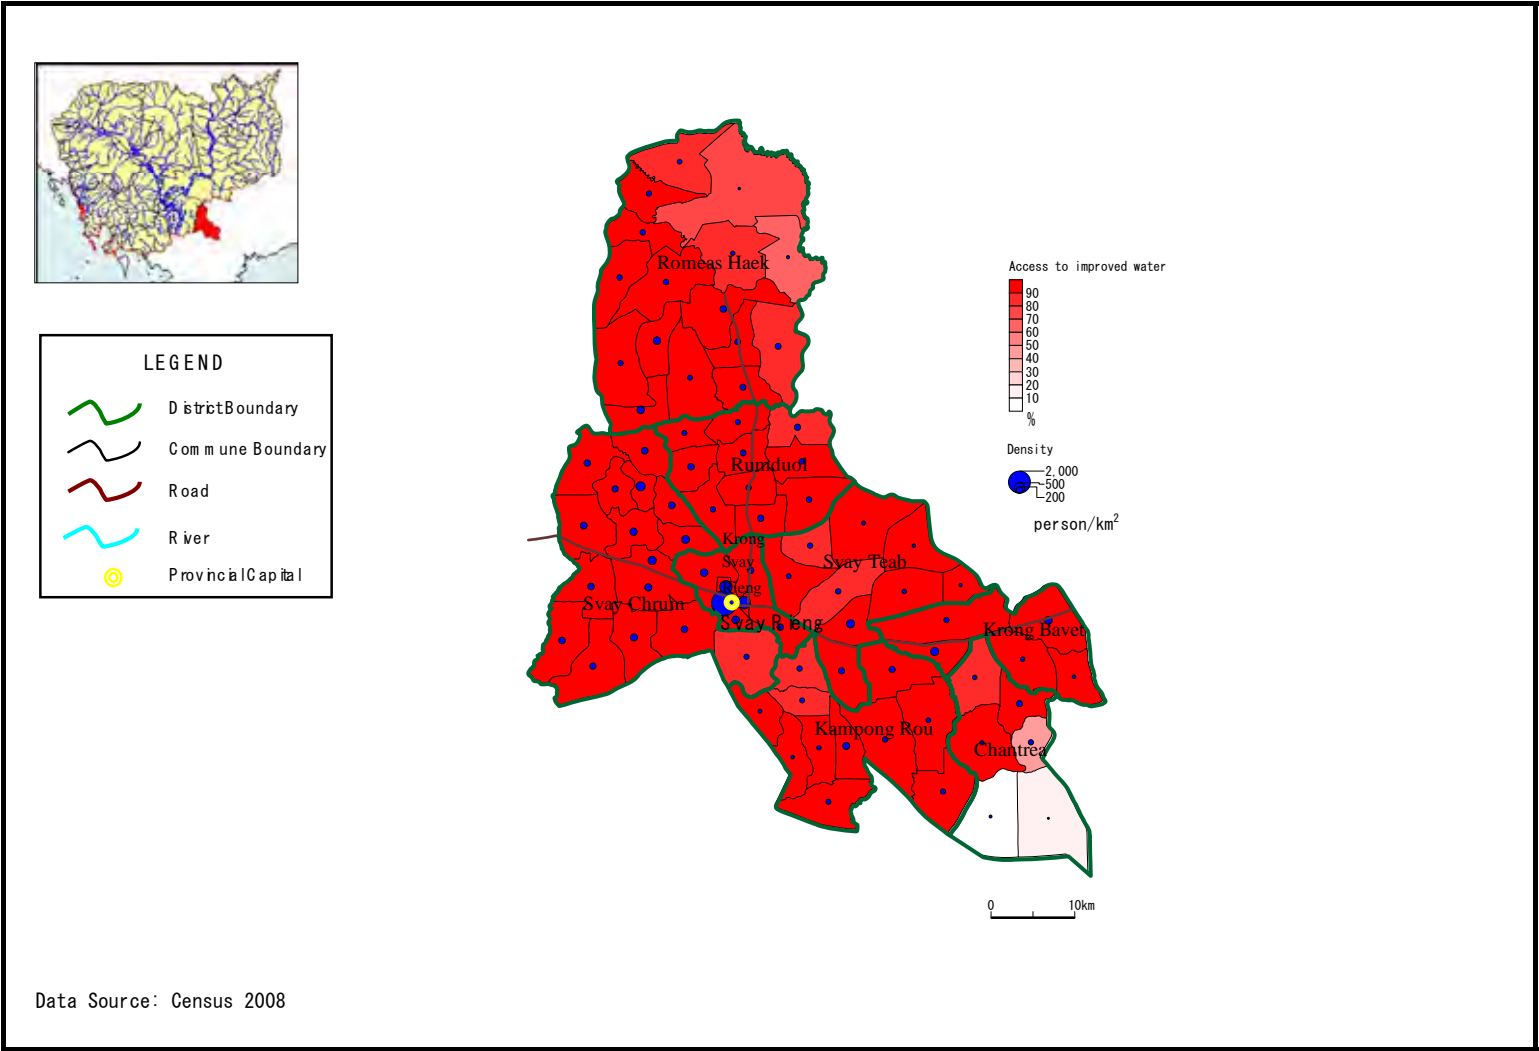 LEGEND
District Boundary
Commune Boundary
Road
River
Provincial Capital
Romeas Haek
Rumduol
Krong
Svay
Rieng
Svay Teab
Svay Chrum
Svay Rieng
Krong Bavet
Kampong Rou
Chantrea
Access to improved water
90
80
70
60
50
40
30
20
10
%
Density
2,000
500
200
person/km²
0 10km
Data Source: Census 2008